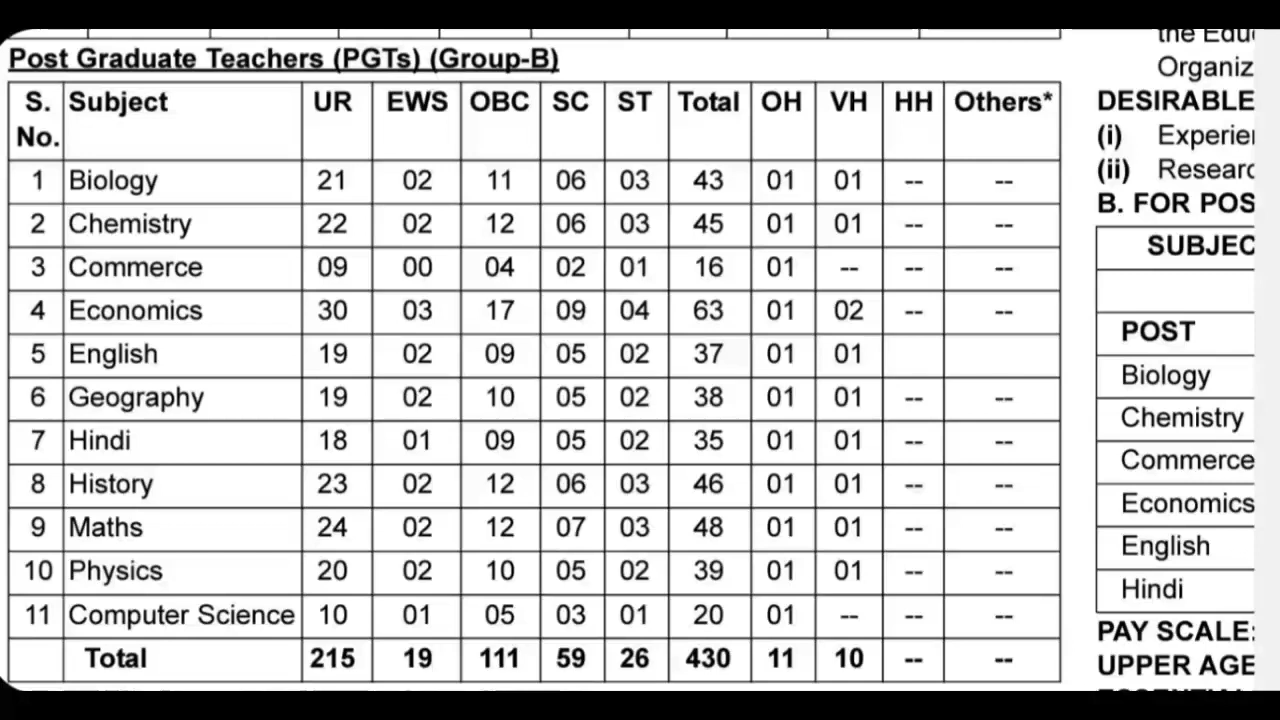 Post Graduate Teachers (PGTs) (Group-B)
S. No. Subject UR EWS OBC SC ST Total OH VH HH Others*
1 Biology 21 02 11 06 03 43 01 01 -- --
2 Chemistry 22 02 12 06 03 45 01 01 -- --
3 Commerce 09 00 04 02 01 16 01 -- -- --
4 Economics 30 03 17 09 04 63 01 02 -- --
5 English 19 02 09 05 02 37 01 01
6 Geography 19 02 10 05 02 38 01 01 -- --
7 Hindi 18 01 09 05 02 35 01 01 -- --
8 History 23 02 12 06 03 46 01 01 -- --
9 Maths 24 02 12 07 03 48 01 01 -- --
10 Physics 20 02 10 05 02 39 01 01 -- --
11 Computer Science 10 01 05 03 01 20 01 -- -- --
Total 215 19 111 59 26 430 11 10 -- --
the Edu
Organiz
DESIRABLE
(i) Experie
(ii) Researc
B. FOR POS
SUBJEC
POST
Biology
Chemistry
Commerce
Economics
English
Hindi
PAY SCALE:
UPPER AGE